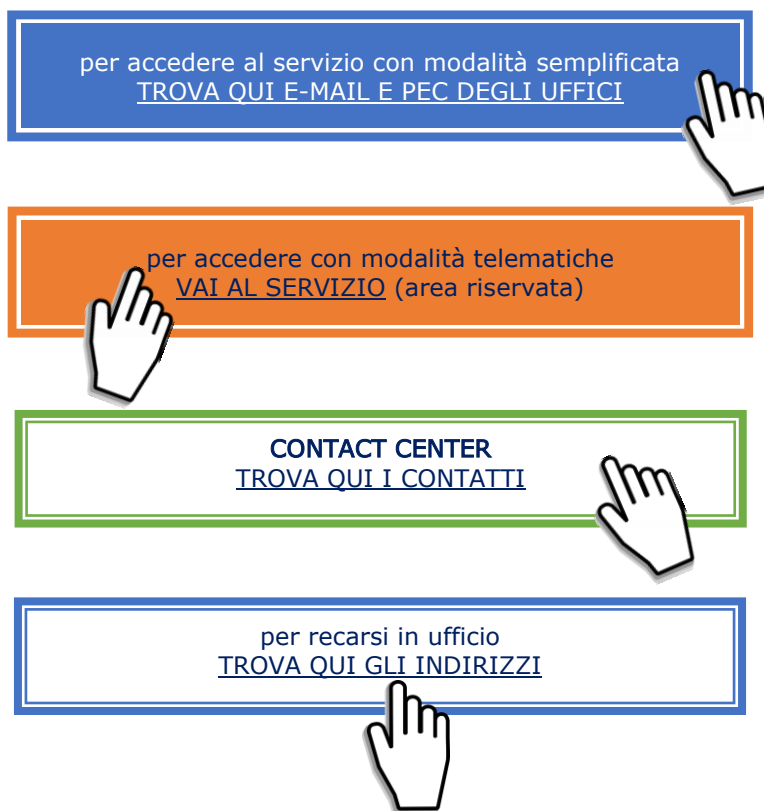 per accedere al servizio con modalità semplificata
TROVA QUI E-MAIL E PEC DEGLI UFFICI
per accedere con modalità telematiche
VAI AL SERVIZIO (area riservata)
CONTACT CENTER
TROVA QUI I CONTATTI
per recarsi in ufficio
TROVA QUI GLI INDIRIZZI